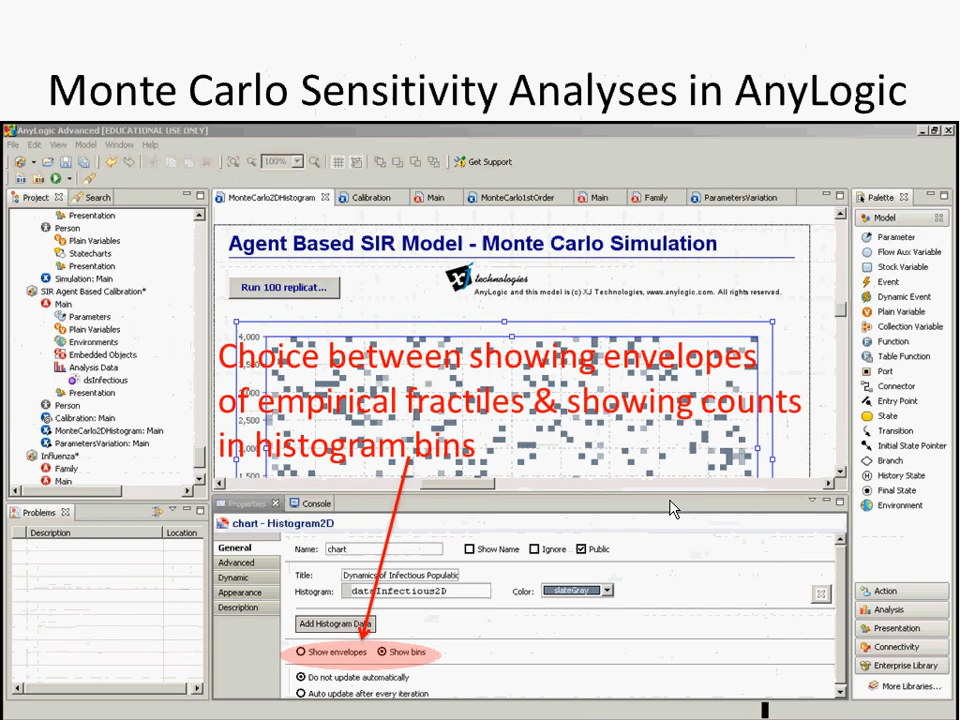 Monte Carlo Sensitivity Analyses in AnyLogic
AnyLogic Advanced [EDUCATIONAL USE ONLY]
File Edit View Model Window Help
100% Get Support
Project Search
Presentation
Person
Plain Variables
Statecharts
Presentation
Simulation: Main
SIR Agent Based Calibration*
Main
Parameters
Plain Variables
Environments
Embedded Objects
Analysis Data
dsInfectious
Presentation
Person
Calibration: Main
MonteCarlo2DHistogram: Main
ParametersVariation: Main
Influenza*
Family
Main
Problems
Description Location
MonteCarlo2DHistogram Calibration Main MonteCarlo1stOrder Main Family ParametersVariation
Agent Based SIR Model - Monte Carlo Simulation
Run 100 replicat...
technologies
AnyLogic and this model is(c) XJ Technologies, www.anylogic.com. All rights reserved.
4,000
2,500
Choice between showing envelopes
of empirical fractiles & showing counts
in histogram bins
Properties Console
chart - Histogram2D
General
Advanced
Dynamic
Appearance
Description
Name: chart Show Name Ignore Public
Title: Dynamics of Infectious Populatic
Histogram: dataInfectious2D Color: slateGray
Add Histogram Data
Show envelopes Show bins
Do not update automatically
Auto update after every iteration
Palette
Model
Parameter
Flow Aux Variable
Stock Variable
Event
Dynamic Event
Plain Variable
Collection Variable
Function
Table Function
Port
Connector
Entry Point
State
Transition
Initial State Pointer
Branch
History State
Final State
Environment
Action
Analysis
Presentation
Connectivity
Enterprise Library
More Libraries...